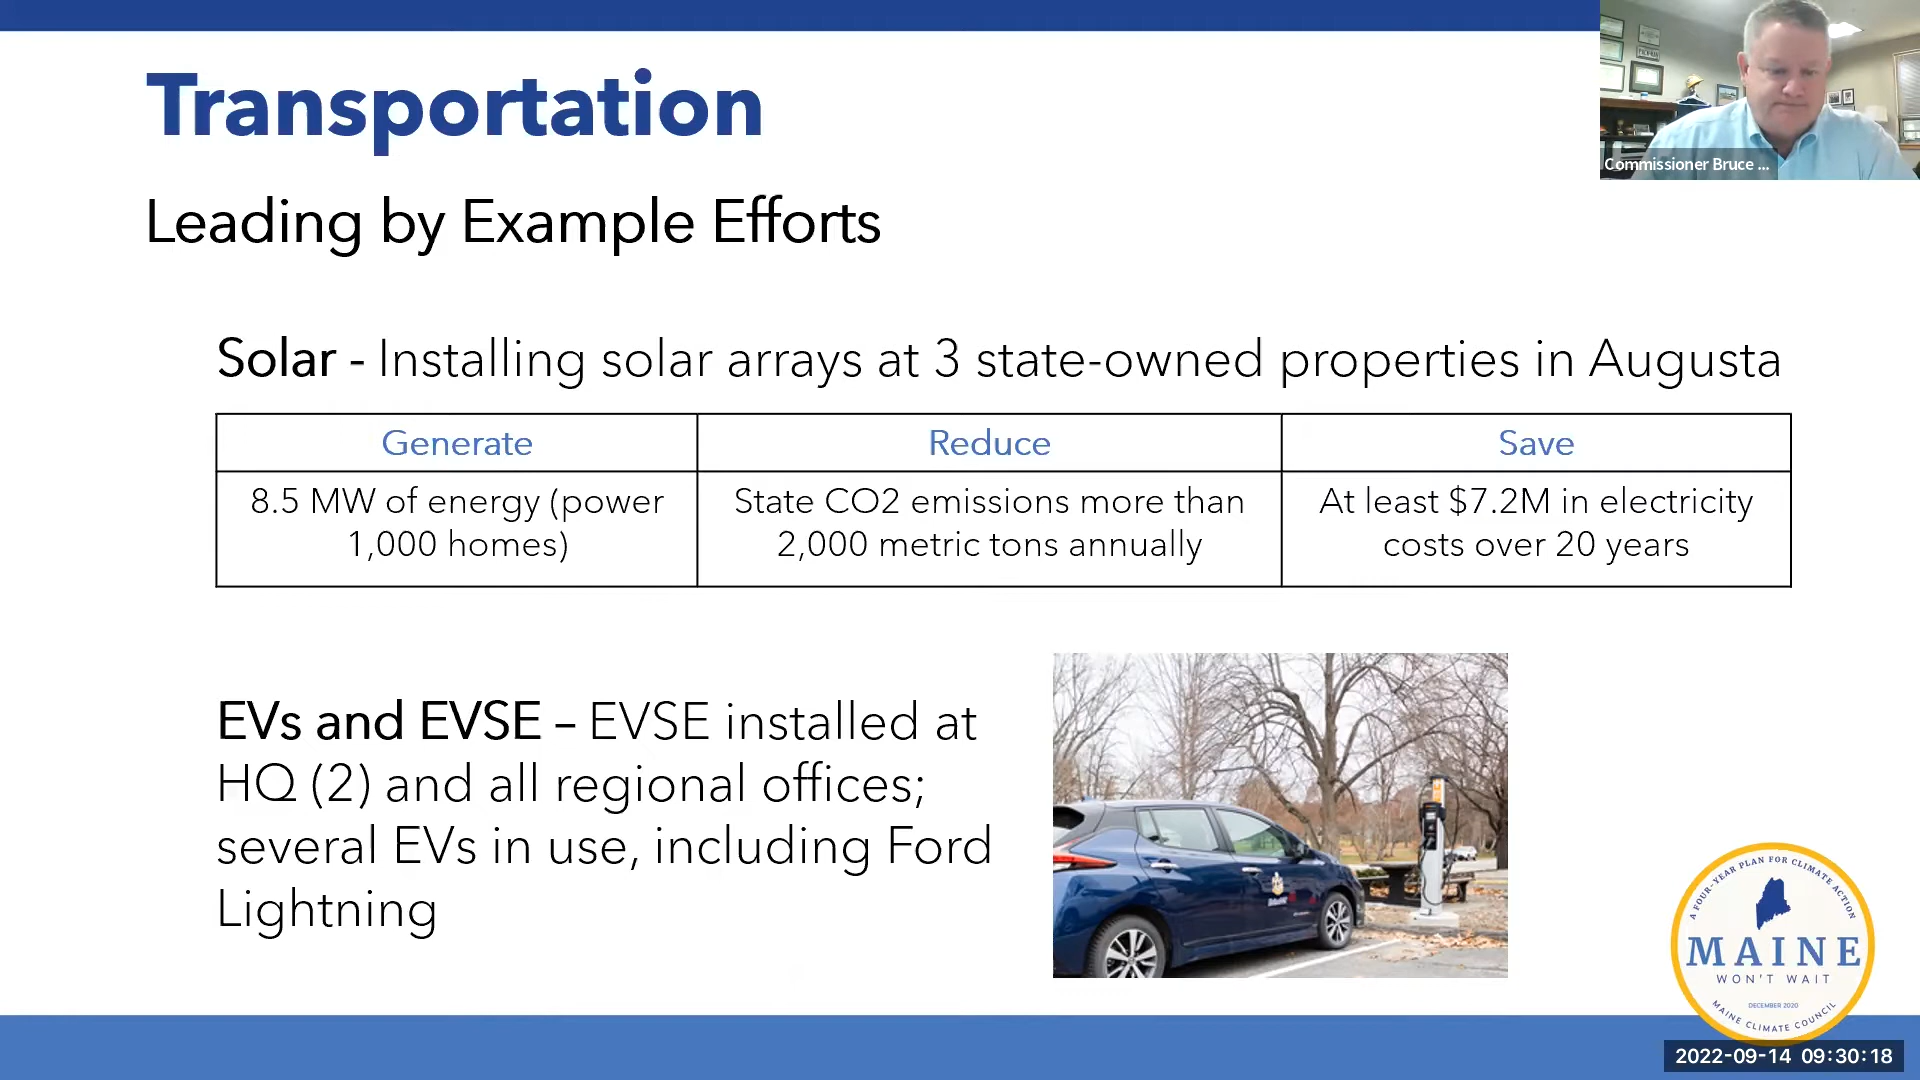 Transportation
Leading by Example Efforts
Commissioner Bruce ...
Solar - Installing solar arrays at 3 state-owned properties in Augusta
Generate
Reduce
Save
8.5 MW of energy (power
1,000 homes)
State CO2 emissions more than
2,000 metric tons annually
At least $7.2M in electricity
costs over 20 years
EVs and EVSE – EVSE installed at
HQ (2) and all regional offices;
several EVs in use, including Ford
Lightning
A FOUR-YEAR PLAN FOR CLIMATE ACTION
MAINE
WON'T WAIT
DECEMBER 2020
MAINE CLIMATE COUNCIL
2022-09-14 09:30:18